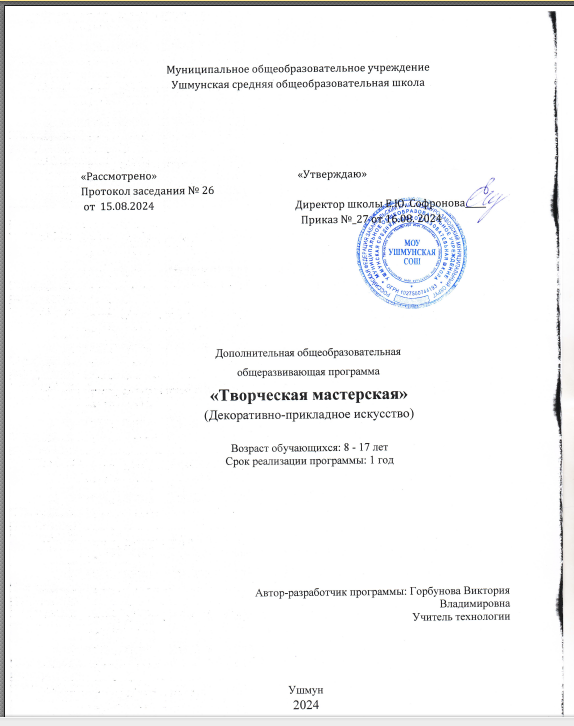 Муниципальное общеобразовательное учреждение
Ушмунская средняя общеобразовательная школа
«Рассмотрено»
Протокол заседания № 26
от 15.08.2024
«Утверждаю»
Директор школы Е.Ю. Софронова____
Приказ №_27 от 16.08. 2024
МОУ
УШМУНСКАЯ
СОШ
Дополнительная общеобразовательная
общеразвивающая программа
«Творческая мастерская»
(Декоративно-прикладное искусство)
Возраст обучающихся: 8 - 17 лет
Срок реализации программы: 1 год
Автор-разработчик программы: Горбунова Виктория
Владимировна
Учитель технологии
Ушмун
2024